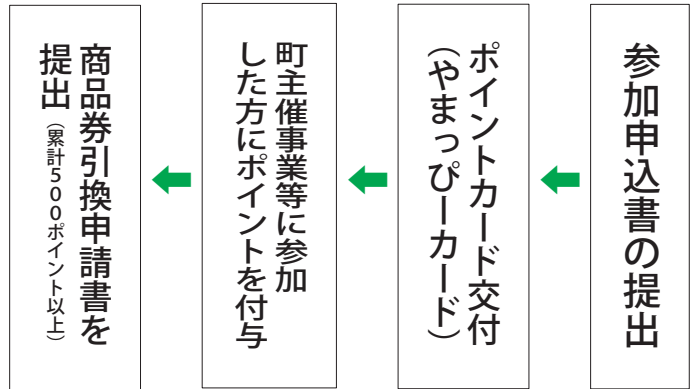 参加申込書の提出
ポイントカード交付
（やまっぴーカード）
町主催事業等に参加
した方にポイントを付与
商品券引換申請書を
提出（累計500ポイント以上）